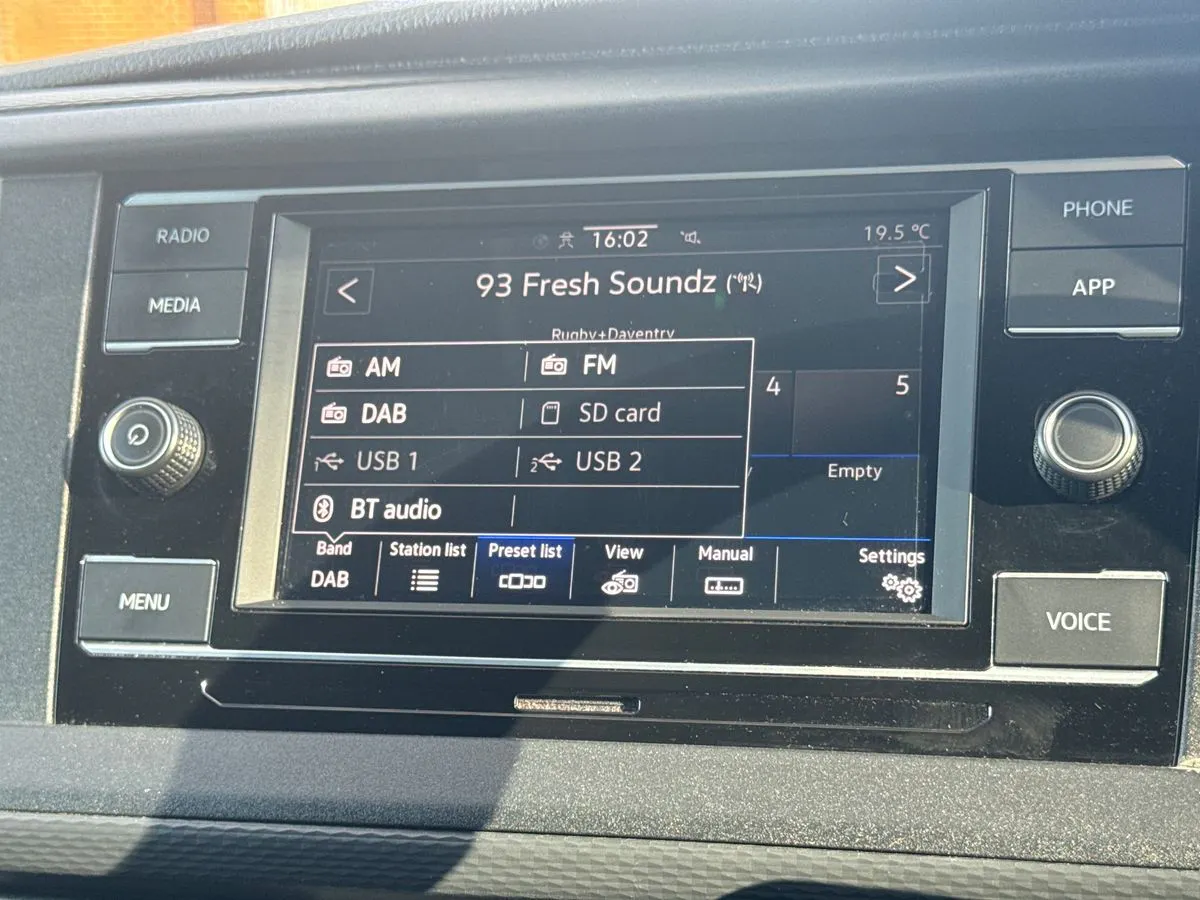 RADIO
MEDIA
MENU
PHONE
APP
VOICE
16:02
19.5 °C
<
93 Fresh Soundz
>
Rugby+Daventry
AM
FM
DAB
SD card
1 USB 1
2 USB 2
BT audio
4
5
Empty
Band
DAB
Station list
Preset list
View
Manual
Settings